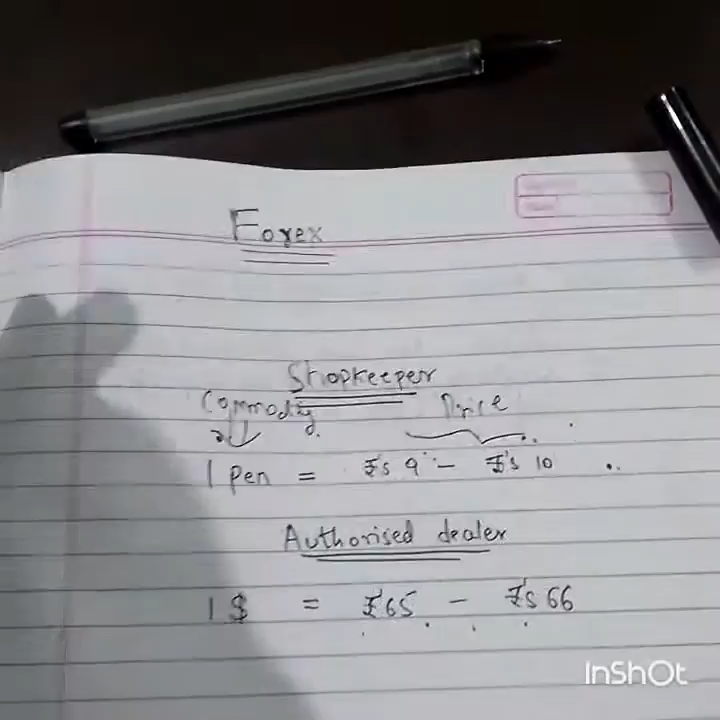 Forex
Shopkeeper
Commodity Price
1 Pen = ₹s 9 - ₹s 10
Authorised dealer
1 $ = ₹65 - ₹s 66
InShOt